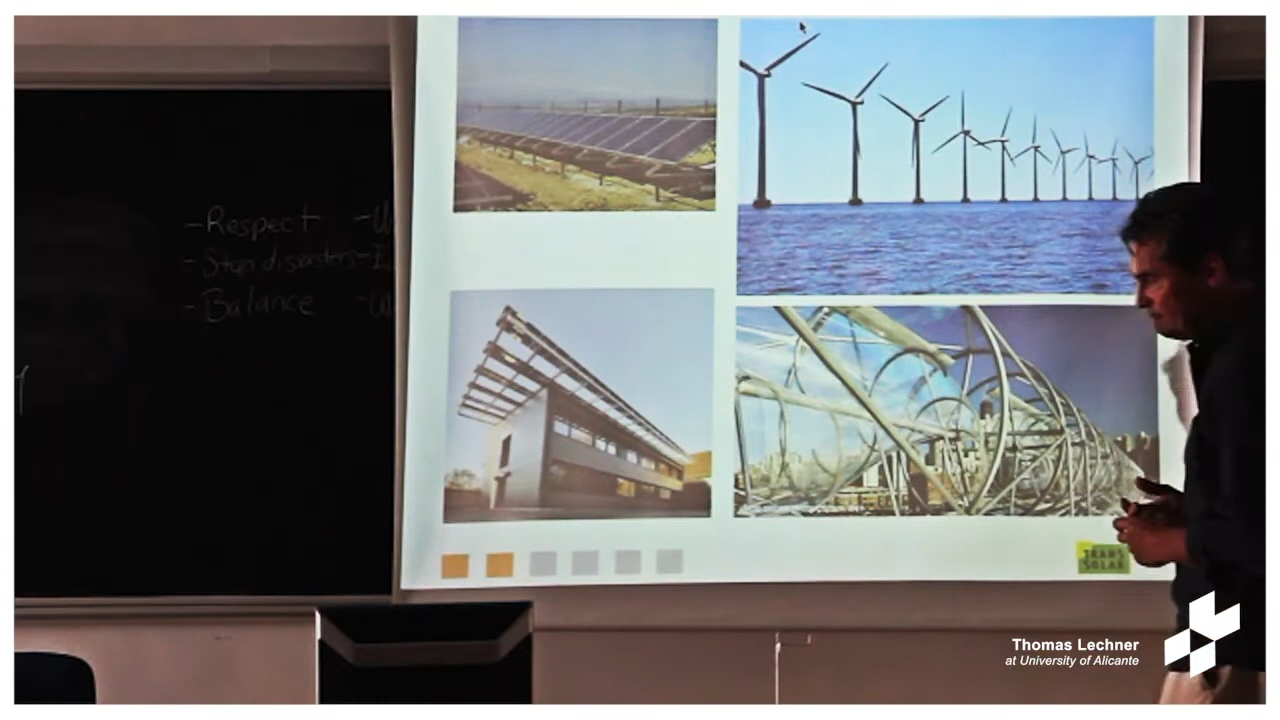 -Respect
-Stop disasters
-Balance
TRANS
SOLAR
Thomas Lechner
at University of Alicante